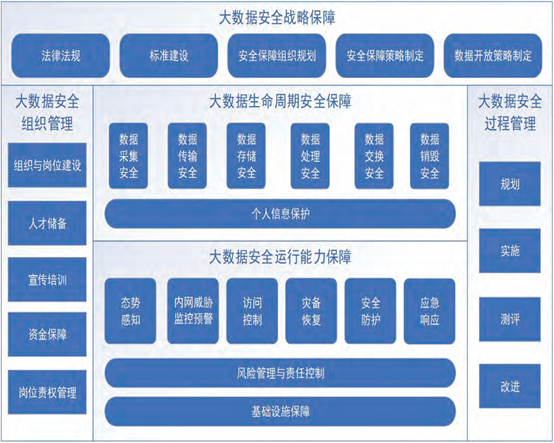 大数据安全战略保障
法律法规
标准建设
安全保障组织规划
安全保障策略制定
数据开放策略制定
大数据安全
组织管理
组织与岗位建设
人才储备
宣传培训
资金保障
岗位责权管理
大数据生命周期安全保障
数据
采集
安全
数据
传输
安全
数据
存储
安全
数据
处理
安全
数据
交换
安全
数据
销毁
安全
个人信息保护
大数据安全运行能力保障
态势
感知
内网威胁
监控预警
访问
控制
灾备
恢复
安全
防护
应急
响应
风险管理与责任控制
基础设施保障
大数据安全
过程管理
规划
实施
测评
改进